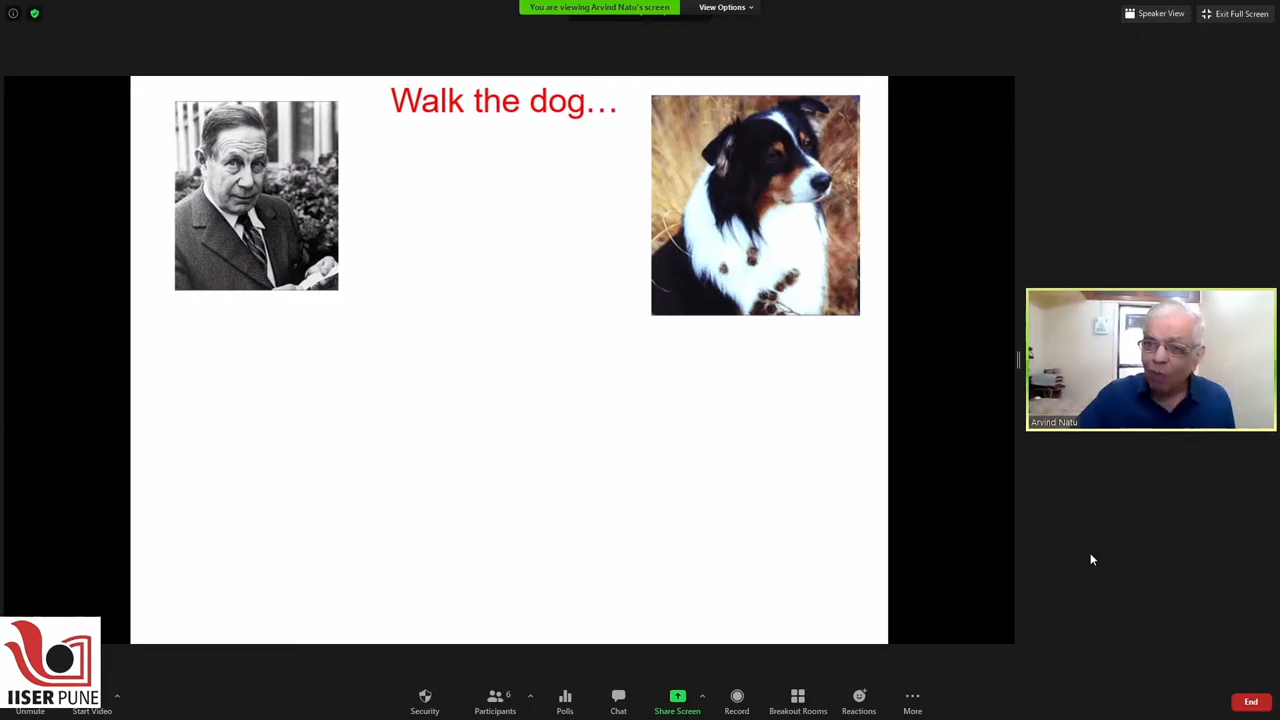 You are viewing Arvind Natu's screen
View Options
Speaker View
Exit Full Screen
Walk the dog…
Arvind Natu
IISER PUNE
Unmute
Start Video
Security
Participants
6
Polls
Chat
Share Screen
Record
Breakout Rooms
Reactions
More
End